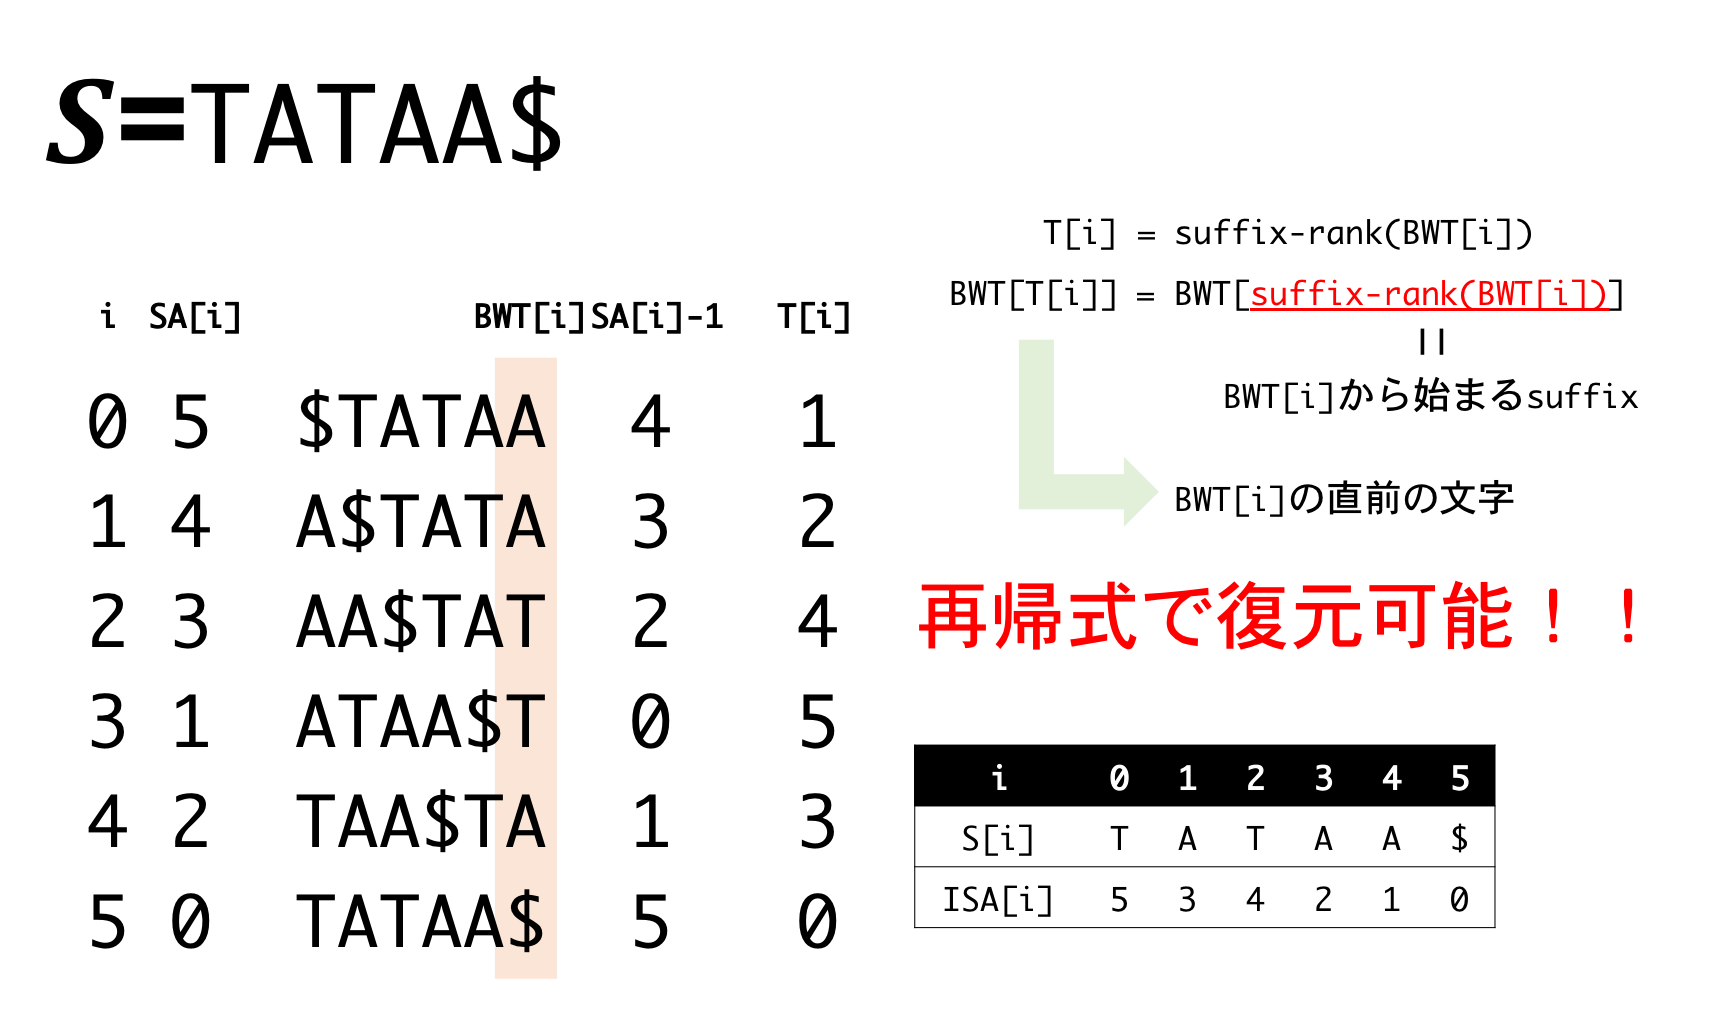 S=TATAA$
T[i] = suffix-rank(BWT[i])
BWT[T[i]] = BWT[suffix-rank(BWT[i])]
=
BWT[i]から始まるsuffix
BWT[i]の直前の文字
再帰式で復元可能！！
i SA[i] BWT[i] SA[i]-1 T[i]
0 5 $TATAA 4 1
1 4 A$TATA 3 2
2 3 AA$TAT 2 4
3 1 ATAA$T 0 5
4 2 TAA$TA 1 3
5 0 TATAA$ 5 0
i 0 1 2 3 4 5
S[i] T A T A A $
ISA[i] 5 3 4 2 1 0